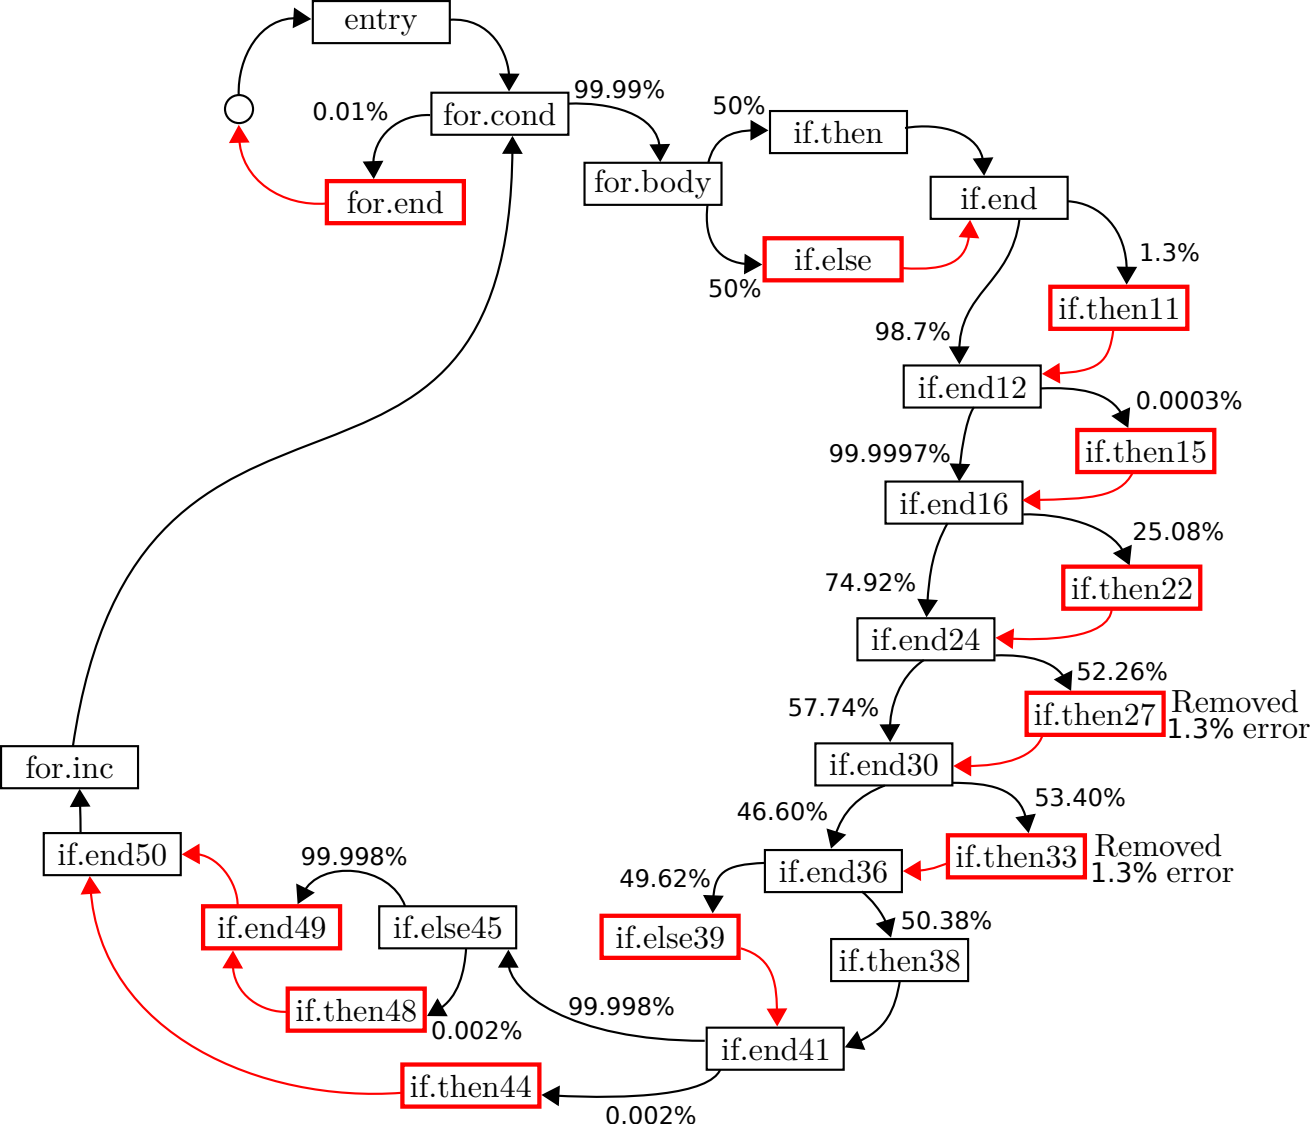 entry
for.cond
99.99%
0.01%
50%
if.then
for.body
for.end
if.end
if.else
50%
1.3%
if.then11
98.7%
if.end12
0.0003%
99.9997%
if.then15
if.end16
25.08%
74.92%
if.then22
if.end24
52.26%
57.74%
if.then27
Removed
1.3% error
if.end30
for.inc
46.60%
53.40%
if.end50
if.then33
Removed
1.3% error
99.998%
if.end36
49.62%
if.end49
if.else45
if.else39
50.38%
if.then38
if.then48
99.998%
0.002%
if.end41
if.then44
0.002%